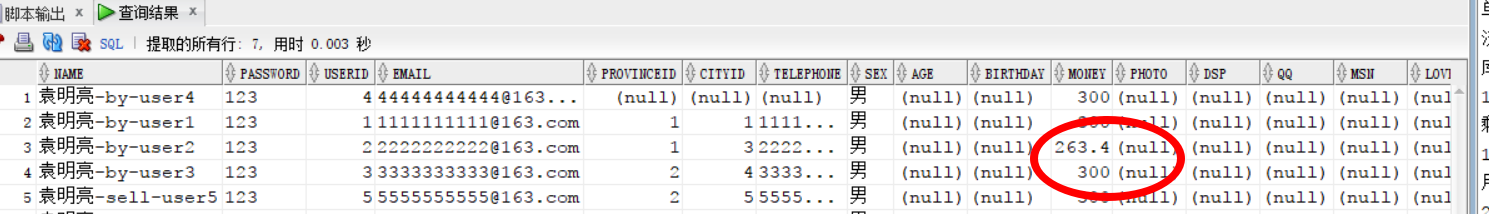 脚本输出 × 查询结果 ×
SQL | 提取的所有行: 7, 用时 0.003 秒
NAME PASSWORD USERID EMAIL PROVINCEID CITYID TELEPHONE SEX AGE BIRTHDAY MONEY PHOTO DSP QQ MSN
1 袁明亮-by-user4 123 4 44444444444@163... (null) (null) (null) 男 (null) (null) 300 (null) (null) (null) (null) (nul
2 袁明亮-by-user1 123 1 1111111111@163.com 1 1 1111... 男 (null) (null) 300 (null) (null) (null) (null) (nul
3 袁明亮-by-user2 123 2 2222222222@163.com 1 3 2222... 男 (null) (null) 263.4 (null) (null) (null) (null) (nul
4 袁明亮-by-user3 123 3 3333333333@163.com 2 4 3333... 男 (null) (null) 300 (null) (null) (null) (null) (nul
5 袁明亮-sell-user5 123 5 5555555555@163.com 2 5 5555... 男 (null) (null) 300 (null) (null) (null) (null) (nul